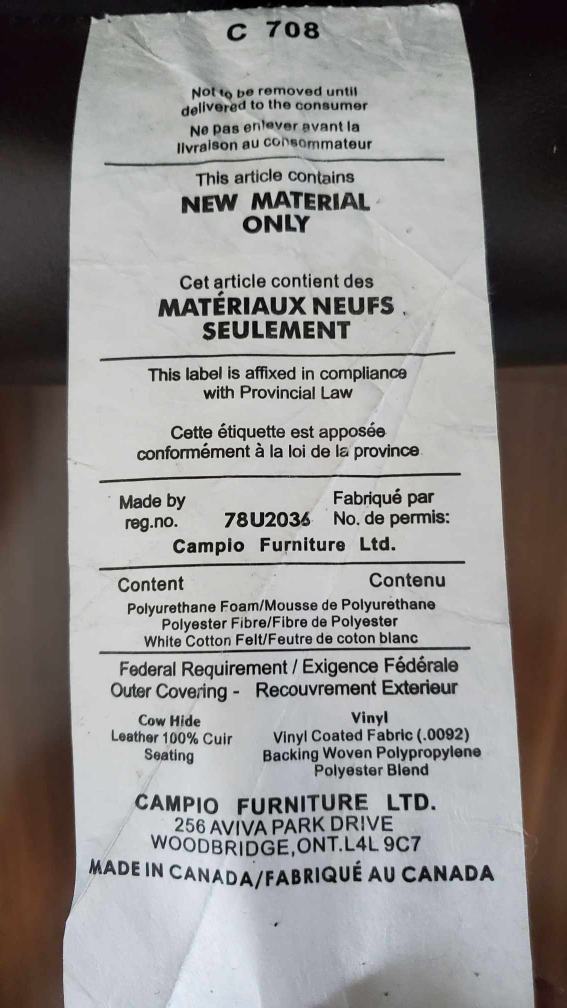 C 708
Not to be removed until
delivered to the consumer
Ne pas enlever avant la
livraison au consommateur
This article contains
NEW MATERIAL
ONLY
Cet article contient des
MATÉRIAUX NEUFS
SEULEMENT
This label is affixed in compliance
with Provincial Law
Cette étiquette est apposée
conformément à la loi de la province
Made by Fabriqué par
reg.no. 78U2036 No. de permis:
Campio Furniture Ltd.
Content Contenu
Polyurethane Foam/Mousse de Polyurethane
Polyester Fibre/Fibre de Polyester
White Cotton Felt/Feutre de coton blanc
Federal Requirement / Exigence Fédérale
Outer Covering - Recouvrement Exterieur
Cow Hide Vinyl
Leather 100% Cuir Vinyl Coated Fabric (.0092)
Seating Backing Woven Polypropylene
Polyester Blend
CAMPIO FURNITURE LTD.
256 AVIVA PARK DRIVE
WOODBRIDGE,ONT.L4L 9C7
MADE IN CANADA/FABRIQUÉ AU CANADA